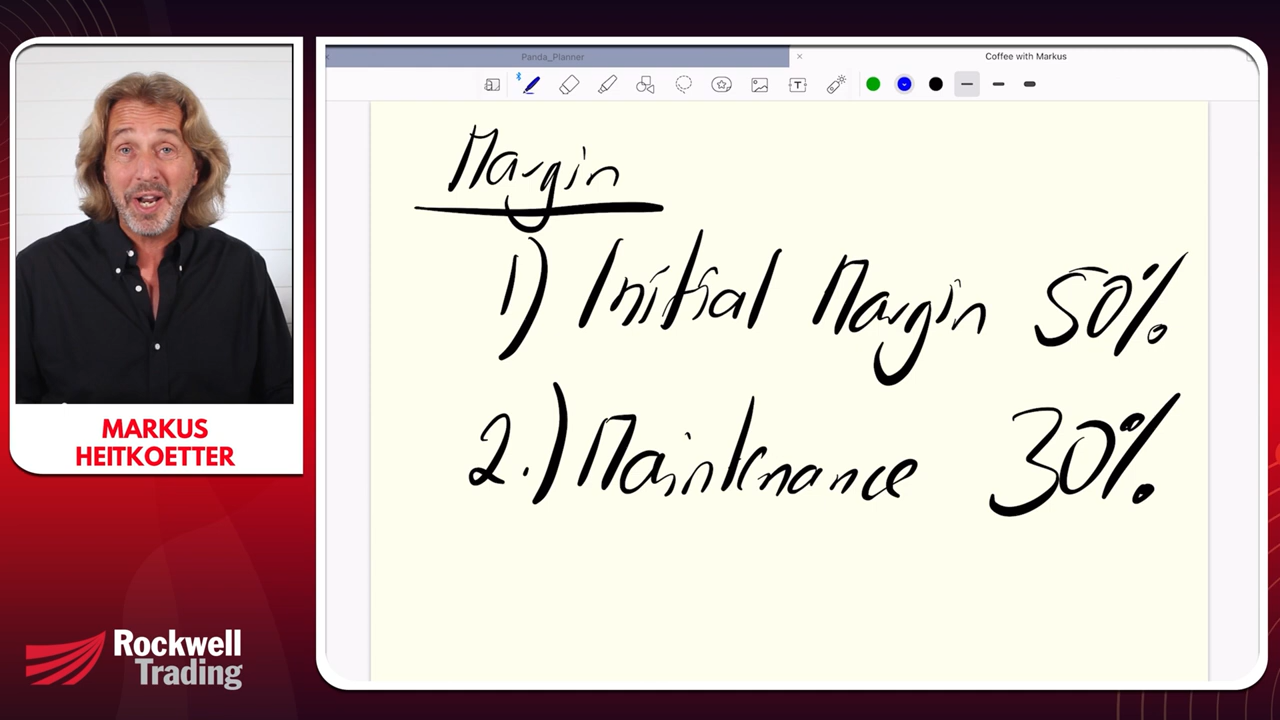 Panda_Planner
Coffee with Markus
Margin
1) Initial Margin 50%
2.) Maintenance 30%
MARKUS
HEITKOETTER
Rockwell
Trading